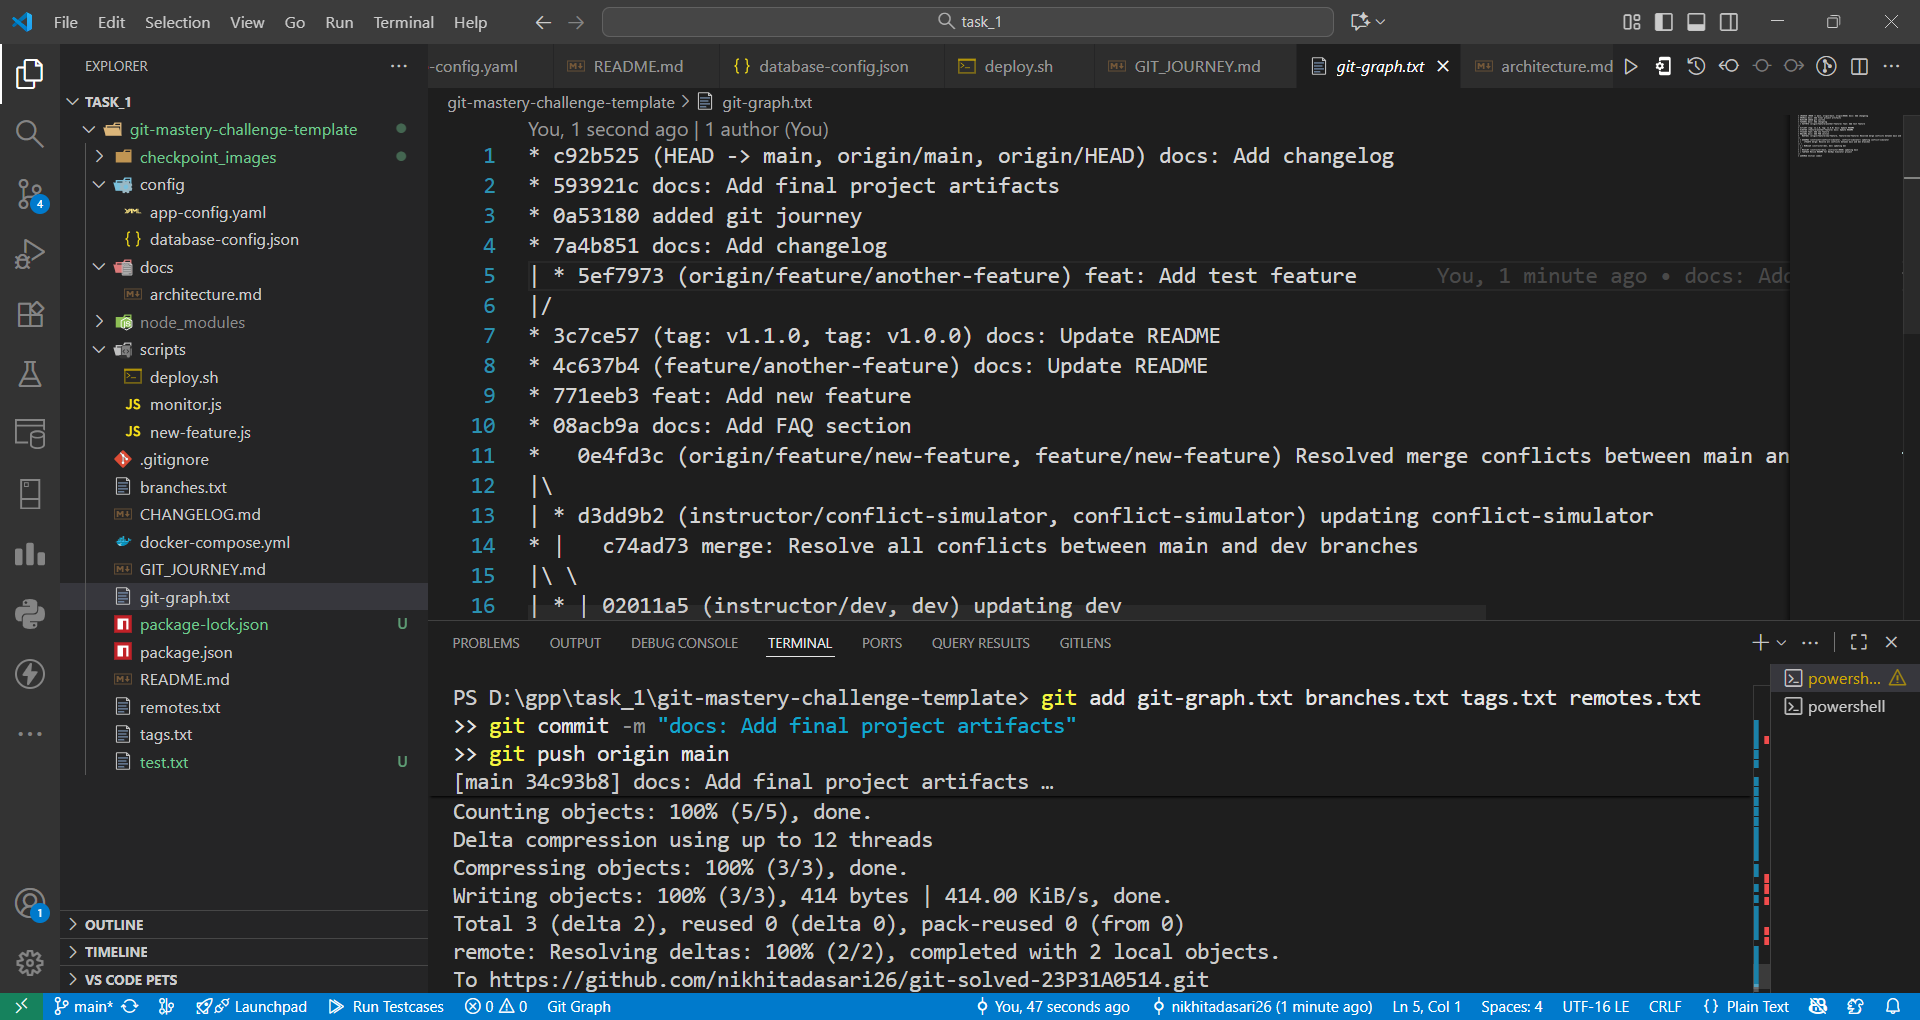 File Edit Selection View Go Run Terminal Help
task_1
EXPLORER
TASK_1
git-mastery-challenge-template
checkpoint_images
config
app-config.yaml
database-config.json
docs
architecture.md
node_modules
scripts
deploy.sh
monitor.js
new-feature.js
.gitignore
branches.txt
CHANGELOG.md
docker-compose.yml
GIT_JOURNEY.md
git-graph.txt
package-lock.json U
package.json
README.md
remotes.txt
tags.txt
test.txt U
OUTLINE
TIMELINE
VS CODE PETS
4
1
-config.yaml README.md database-config.json deploy.sh GIT_JOURNEY.md git-graph.txt architecture.md
git-mastery-challenge-template > git-graph.txt
You, 1 second ago | 1 author (You)
1 * c92b525 (HEAD -> main, origin/main, origin/HEAD) docs: Add changelog
2 * 593921c docs: Add final project artifacts
3 * 0a53180 added git journey
4 * 7a4b851 docs: Add changelog
5 | * 5ef7973 (origin/feature/another-feature) feat: Add test feature You, 1 minute ago • docs: Add
6 |/
7 * 3c7ce57 (tag: v1.1.0, tag: v1.0.0) docs: Update README
8 * 4c637b4 (feature/another-feature) docs: Update README
9 * 771eeb3 feat: Add new feature
10 * 08acb9a docs: Add FAQ section
11 *   0e4fd3c (origin/feature/new-feature, feature/new-feature) Resolved merge conflicts between main an
12 |\
13 | * d3dd9b2 (instructor/conflict-simulator, conflict-simulator) updating conflict-simulator
14 * |   c74ad73 merge: Resolve all conflicts between main and dev branches
15 |\ \
16 | * | 02011a5 (instructor/dev, dev) updating dev
PROBLEMS OUTPUT DEBUG CONSOLE TERMINAL PORTS QUERY RESULTS GITLENS
PS D:\gpp\task_1\git-mastery-challenge-template> git add git-graph.txt branches.txt tags.txt remotes.txt
>> git commit -m "docs: Add final project artifacts"
>> git push origin main
[main 34c93b8] docs: Add final project artifacts …
Counting objects: 100% (5/5), done.
Delta compression using up to 12 threads
Compressing objects: 100% (3/3), done.
Writing objects: 100% (3/3), 414 bytes | 414.00 KiB/s, done.
Total 3 (delta 2), reused 0 (delta 0), pack-reused 0 (from 0)
remote: Resolving deltas: 100% (2/2), completed with 2 local objects.
To https://github.com/nikhitadasari26/git-solved-23P31A0514.git
powersh...
powershell
main* Launchpad Run Testcases 0 0 Git Graph You, 47 seconds ago nikhitadasari26 (1 minute ago) Ln 5, Col 1 Spaces: 4 UTF-16 LE CRLF {} Plain Text